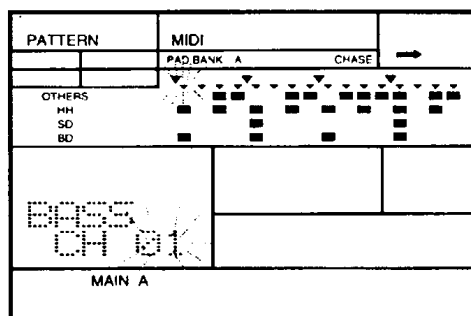 PATTERN MIDI
PAD BANK A CHASE
OTHERS
HH
SD
BD
BASS
CH 01
MAIN A